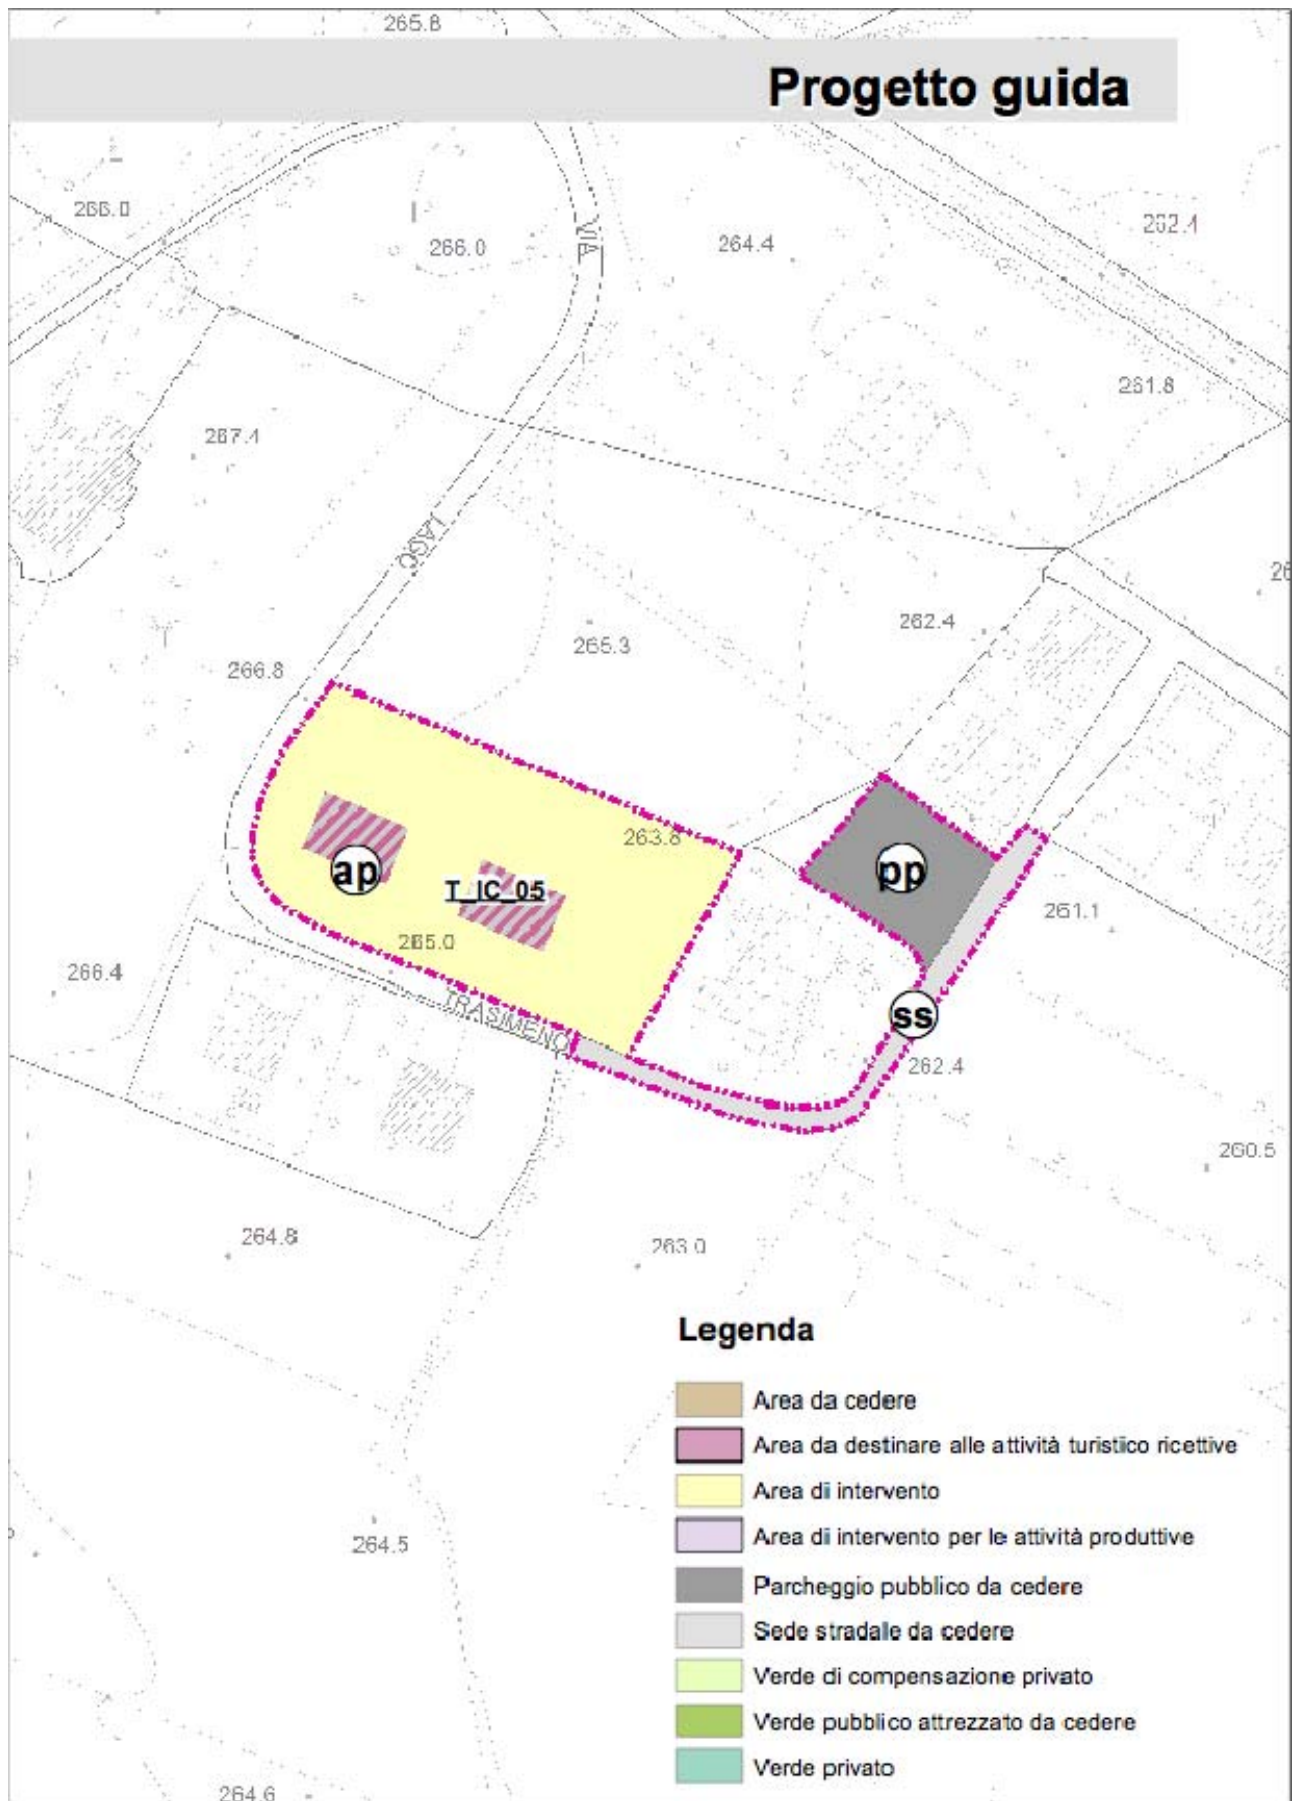 265.8
Progetto guida
266.0
266.0
VIA
264.4
262.1
261.8
267.1
LAGO
265.3
262.4
266.8
263.8
ap
T_IC_05
pp
261.1
265.0
266.4
TRASIMENO
ss
262.4
260.5
264.8
263.0
Legenda
Area da cedere
Area da destinare alle attività turistico ricettive
Area di intervento
Area di intervento per le attività produttive
264.5
Parcheggio pubblico da cedere
Sede stradale da cedere
Verde di compensazione privato
Verde pubblico attrezzato da cedere
Verde privato
264.6